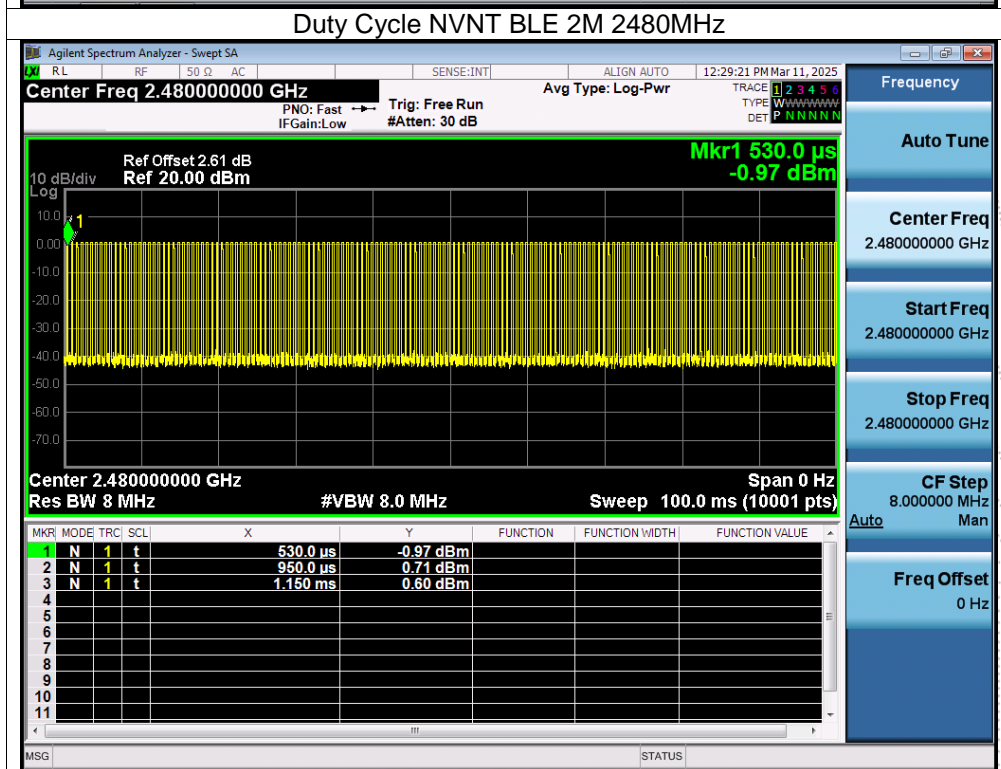 Duty Cycle NVNT BLE 2M 2480MHz
Agilent Spectrum Analyzer - Swept SA
LXI RL RF 50 Ω AC SENSE:INT ALIGN AUTO 12:29:21 PM Mar 11, 2025
Center Freq 2.480000000 GHz Avg Type: Log-Pwr TRACE 1 2 3 4 5 6
PNO: Fast Trig: Free Run TYPE WWWWWWW
IFGain:Low #Atten: 30 dB DET P N N N N N
Frequency
Auto Tune
Center Freq
2.480000000 GHz
Start Freq
2.480000000 GHz
Stop Freq
2.480000000 GHz
CF Step
8.000000 MHz
Auto Man
Freq Offset
0 Hz
Mkr1 530.0 µs
-0.97 dBm
Ref Offset 2.61 dB
10 dB/div Ref 20.00 dBm
Log
10.0
1
0.00
-10.0
-20.0
-30.0
-40.0
-50.0
-60.0
-70.0
Center 2.480000000 GHz Span 0 Hz
Res BW 8 MHz #VBW 8.0 MHz Sweep 100.0 ms (10001 pts)
MKR MODE TRC SCL X Y FUNCTION FUNCTION WIDTH FUNCTION VALUE
1 N 1 t 530.0 µs -0.97 dBm
2 N 1 t 950.0 µs 0.71 dBm
3 N 1 t 1.150 ms 0.60 dBm
4
5
6
7
8
9
10
11
MSG STATUS